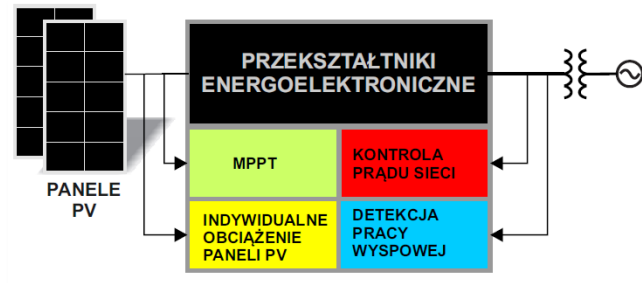 PRZEKSZTAŁTNIKI
ENERGOELEKTRONICZNE
MPPT
KONTROLA
PRĄDU SIECI
PANELE
PV
INDYWIDUALNE
OBCIĄŻENIE
PANELI PV
DETEKCJA
PRACY
WYSPOWEJ